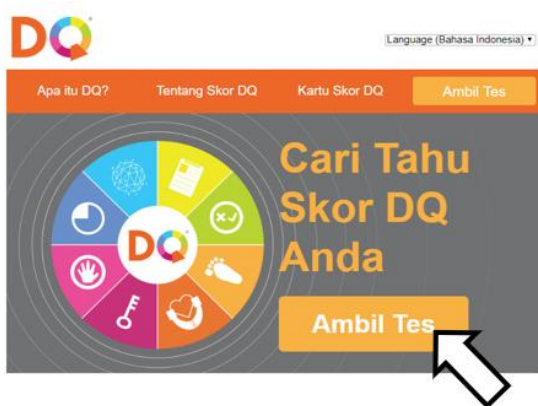 DQ
Language (Bahasa Indonesia)
Apa itu DQ? Tentang Skor DQ Kartu Skor DQ Ambil Tes
Cari Tahu
Skor DQ
Anda
DQ
Ambil Tes